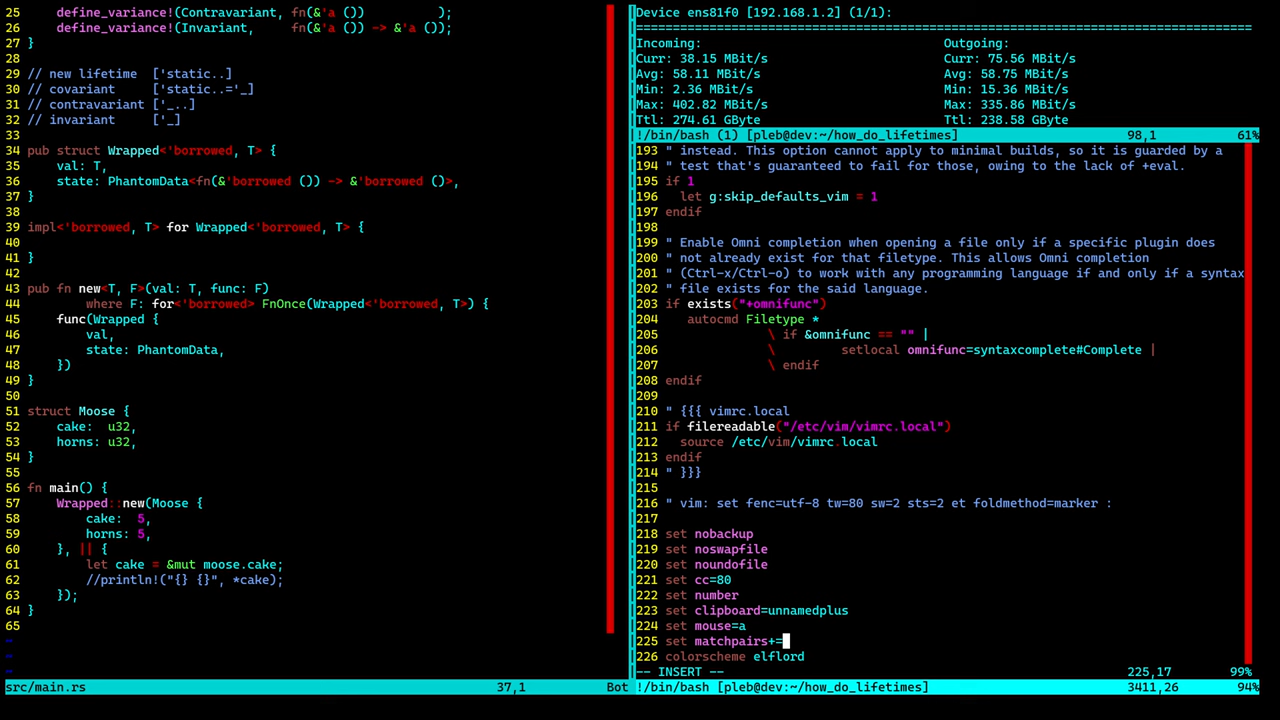 25     define_variance!(Contravariant, fn(&'a ())          );
26     define_variance!(Invariant,     fn(&'a ()) -> &'a ());
27 }
28
29 // new lifetime  ['static..]
30 // covariant     ['static..='_]
31 // contravariant ['_..]
32 // invariant     ['_]
33
34 pub struct Wrapped<'borrowed, T> {
35     val: T,
36     state: PhantomData<fn(&'borrowed ()) -> &'borrowed ()>,
37 }
38
39 impl<'borrowed, T> for Wrapped<'borrowed, T> {
40
41 }
42
43 pub fn new<T, F>(val: T, func: F)
44         where F: for<'borrowed> FnOnce(Wrapped<'borrowed, T>) {
45     func(Wrapped {
46         val,
47         state: PhantomData,
48     })
49 }
50
51 struct Moose {
52     cake:  u32,
53     horns: u32,
54 }
55
56 fn main() {
57     Wrapped::new(Moose {
58         cake:  5,
59         horns: 5,
60     }, || {
61         let cake = &mut moose.cake;
62         //println!("{} {}", *cake);
63     });
64 }
65
~
~
~
src/main.rs 37,1 Bot
Device ens81f0 [192.168.1.2] (1/1):
====================================================================================
Incoming: Outgoing:
Curr: 38.15 MBit/s Curr: 75.56 MBit/s
Avg: 58.11 MBit/s Avg: 58.75 MBit/s
Min: 2.36 MBit/s Min: 15.36 MBit/s
Max: 402.82 MBit/s Max: 335.86 MBit/s
Ttl: 274.61 GByte Ttl: 238.58 GByte
!/bin/bash (1) [pleb@dev:~/how_do_lifetimes] 98,1 61%
193 " instead. This option cannot apply to minimal builds, so it is guarded by a
194 " test that's guaranteed to fail for those, owing to the lack of +eval.
195 if 1
196   let g:skip_defaults_vim = 1
197 endif
198
199 " Enable Omni completion when opening a file only if a specific plugin does
200 " not already exist for that filetype. This allows Omni completion
201 " (Ctrl-x/Ctrl-o) to work with any programming language if and only if a syntax
202 " file exists for the said language.
203 if exists("+omnifunc")
204    autocmd Filetype *
205               \ if &omnifunc == "" |
206               \         setlocal omnifunc=syntaxcomplete#Complete |
207               \ endif
208 endif
209
210 " {{{ vimrc.local
211 if filereadable("/etc/vim/vimrc.local")
212   source /etc/vim/vimrc.local
213 endif
214 " }}}
215
216 " vim: set fenc=utf-8 tw=80 sw=2 sts=2 et foldmethod=marker :
217
218 set nobackup
219 set noswapfile
220 set noundofile
221 set cc=80
222 set number
223 set clipboard=unnamedplus
224 set mouse=a
225 set matchpairs+=
226 colorscheme elflord
-- INSERT -- 225,17 99%
!/bin/bash [pleb@dev:~/how_do_lifetimes] 3411,26 94%